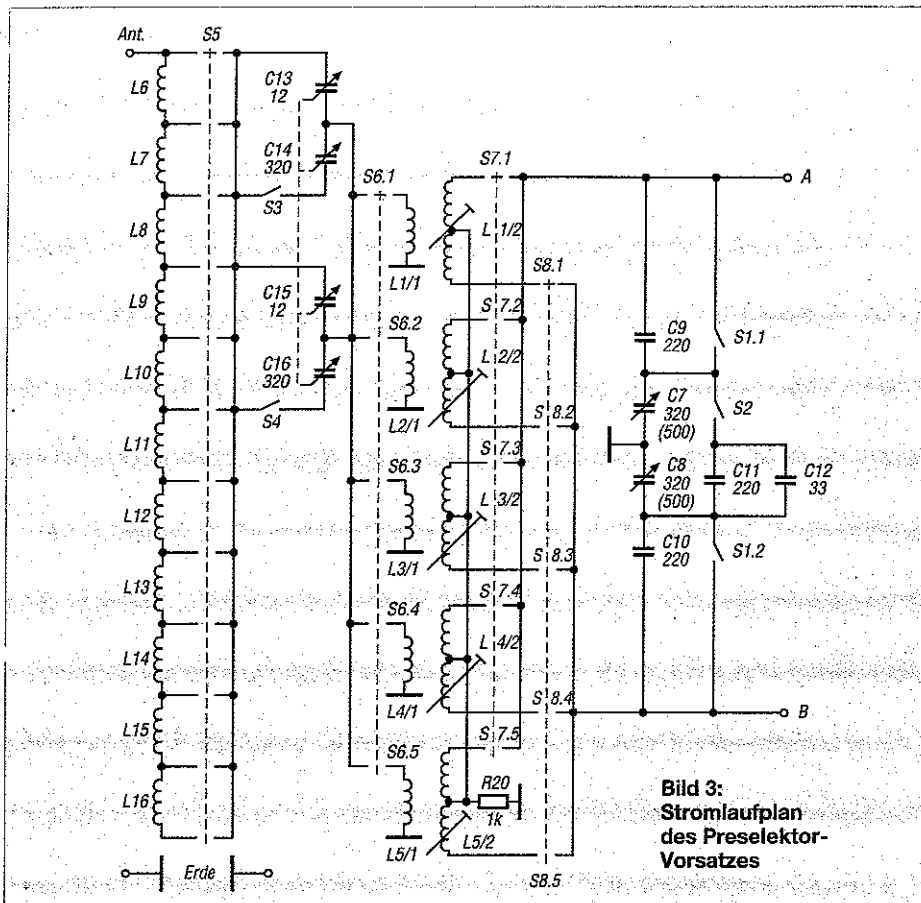 Ant.
S5
L6
L7
L8
L9
L10
L11
L12
L13
L14
L15
L16
Erde
C13
12
C14
320
S3
C15
12
C16
320
S4
S6.1
L1/1
S6.2
L2/1
S6.3
L3/1
S6.4
L4/1
S6.5
L5/1
S7.1
L 1/2
S8.1
S 7.2
L 2/2
S 8.2
S 7.3
L 3/2
S 8.3
S 7.4
L 4/2
S 8.4
S 7.5
R20
1k
L5/2
S8.5
A
C9
220
S1.1
C7
320
(500)
S2
C8
320
(500)
C11
220
C12
33
C10
220
S1.2
B
Bild 3:
Stromlaufplan
des Preselektor-
Vorsatzes